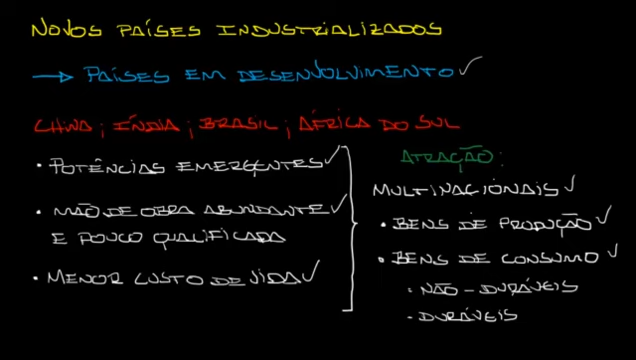 NOVOS PAÍSES INDUSTRIALIZADOS
→ PAÍSES EM DESENVOLVIMENTO ✓
CHINA ; ÍNDIA ; BRASIL ; ÁFRICA DO SUL
• POTÊNCIAS EMERGENTES ✓
• MÃO DE OBRA ABUNDANTE ✓
E POUCO QUALIFICADA
• MENOR CUSTO DE VIDA ✓
ATRAÇÃO:
MULTINACIONAIS ✓
• BENS DE PRODUÇÃO ✓
• BENS DE CONSUMO ✓
• NÃO-DURÁVEIS
• DURÁVEIS